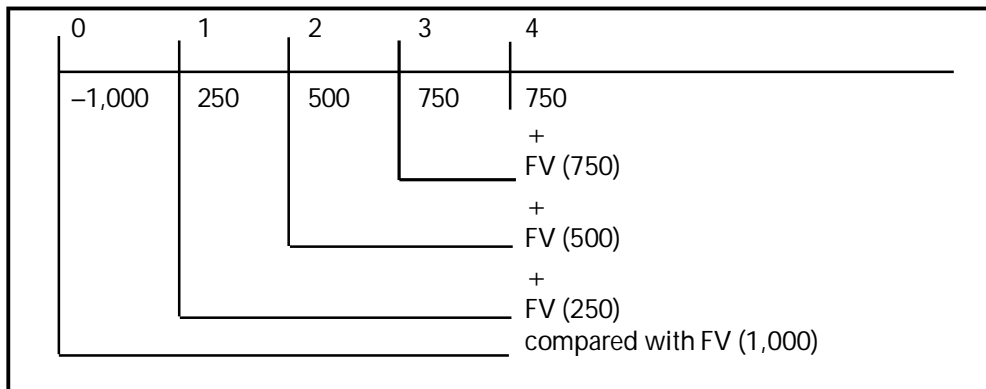 0 1 2 3 4
–1,000 250 500 750 750
+
FV (750)
+
FV (500)
+
FV (250)
compared with FV (1,000)